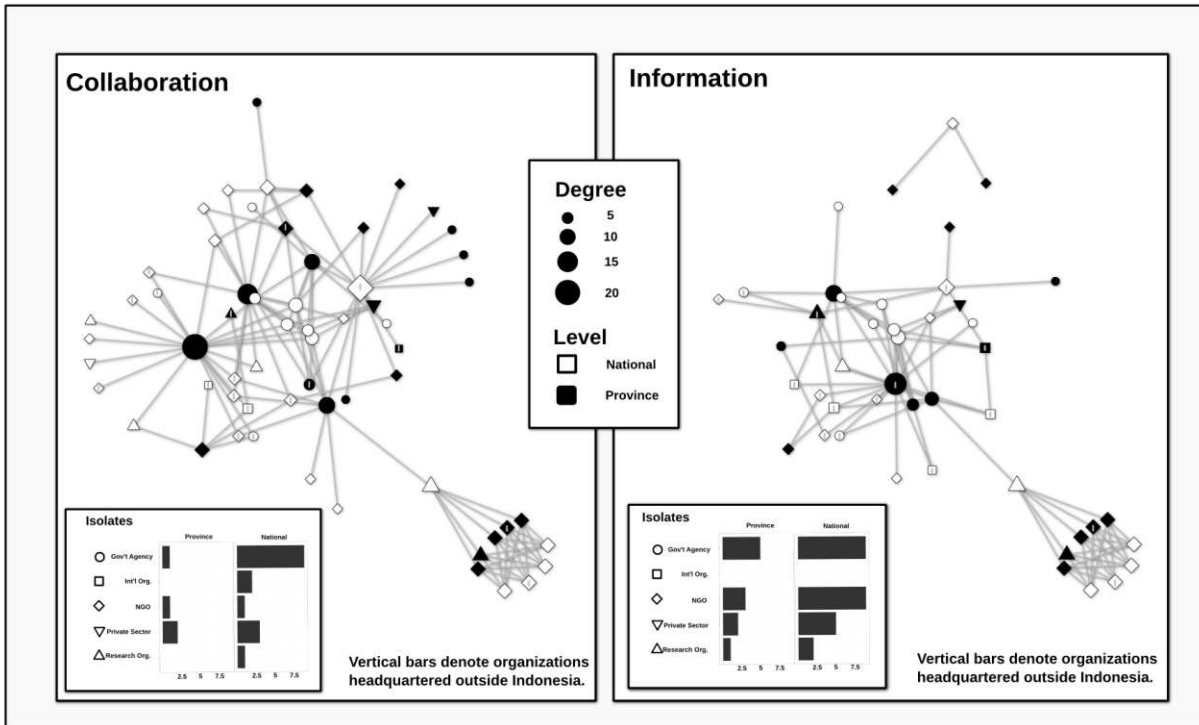 Collaboration
Information
Degree
5
10
15
20
Level
National
Province
Isolates
Province National
Gov't Agency
Int'l Org.
NGO
Private Sector
Research Org.
2.5 5 7.5 2.5 5 7.5
Vertical bars denote organizations
headquartered outside Indonesia.
Isolates
Province National
Gov't Agency
Int'l Org.
NGO
Private Sector
Research Org.
2.5 5 7.5 2.5 5 7.5
Vertical bars denote organizations
headquartered outside Indonesia.